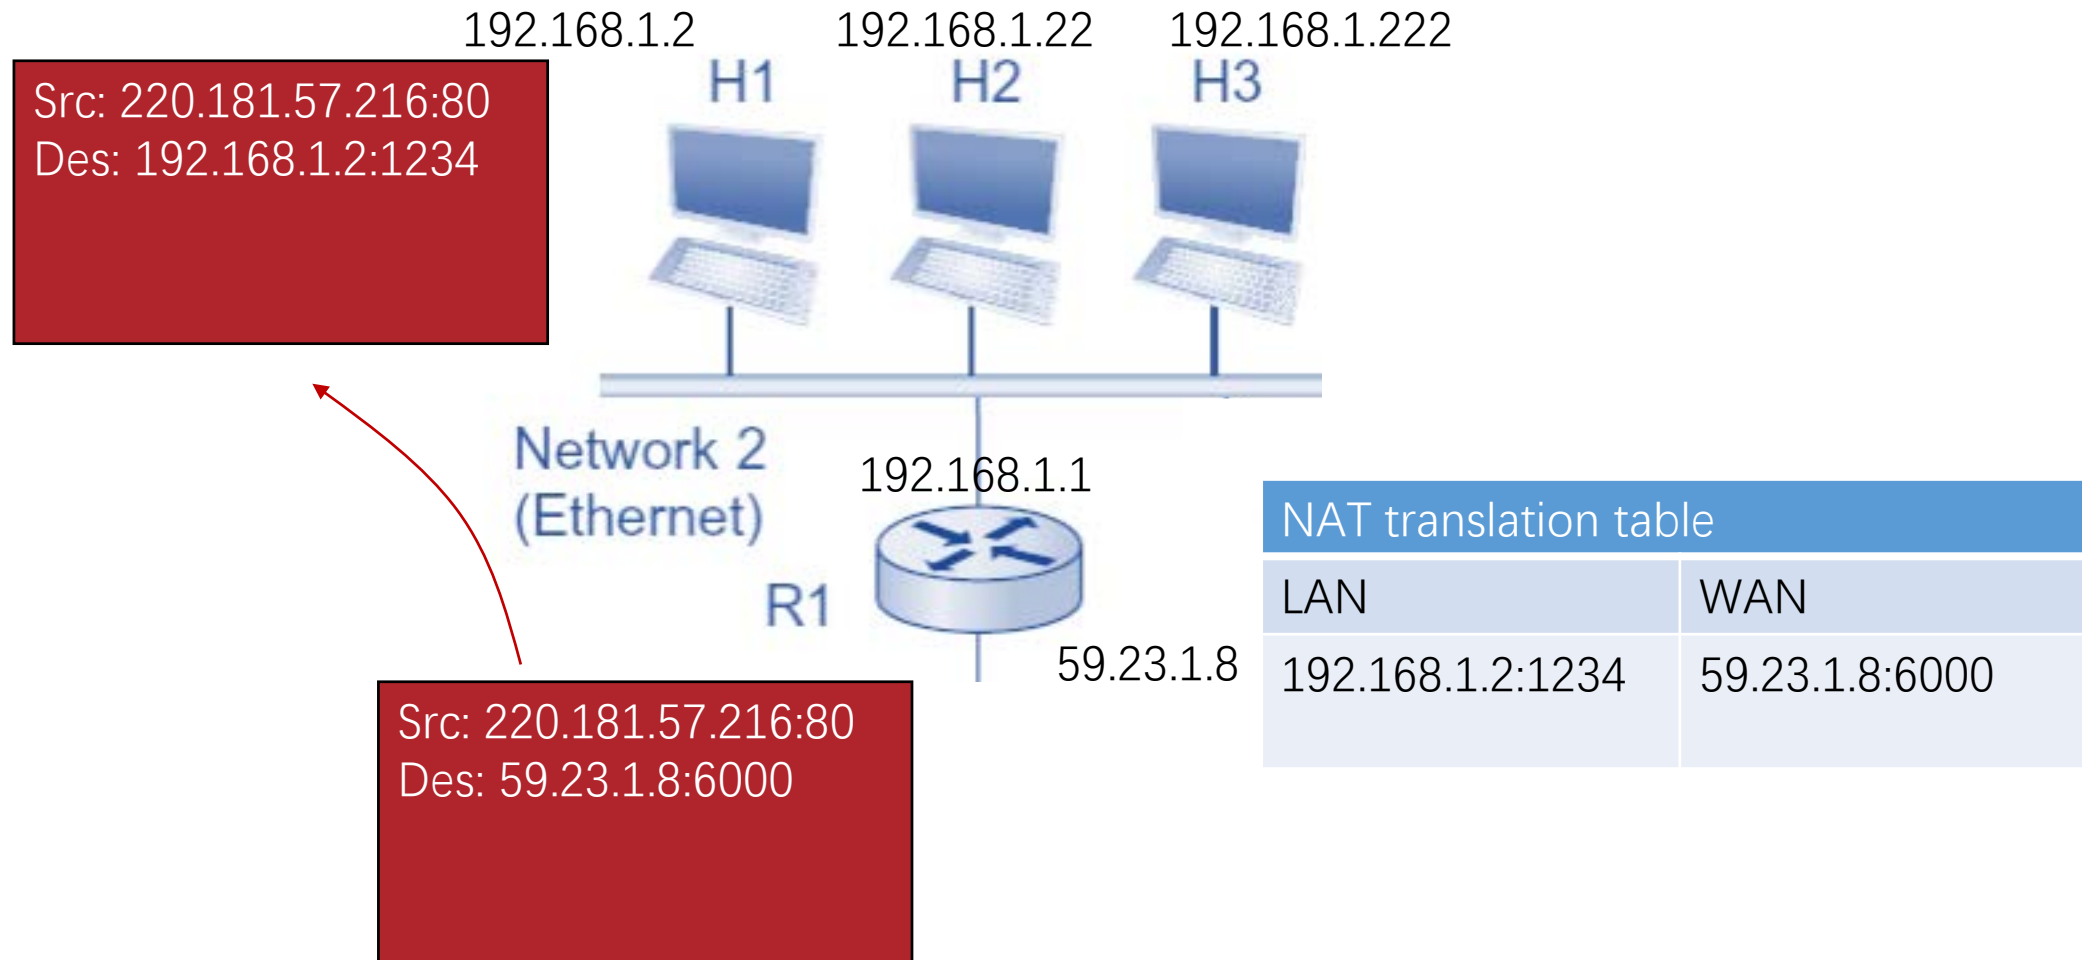 192.168.1.2
192.168.1.22
192.168.1.222
H1
H2
H3
Src: 220.181.57.216:80
Des: 192.168.1.2:1234
Network 2
(Ethernet)
192.168.1.1
R1
59.23.1.8
NAT translation table
LAN
WAN
192.168.1.2:1234
59.23.1.8:6000
Src: 220.181.57.216:80
Des: 59.23.1.8:6000